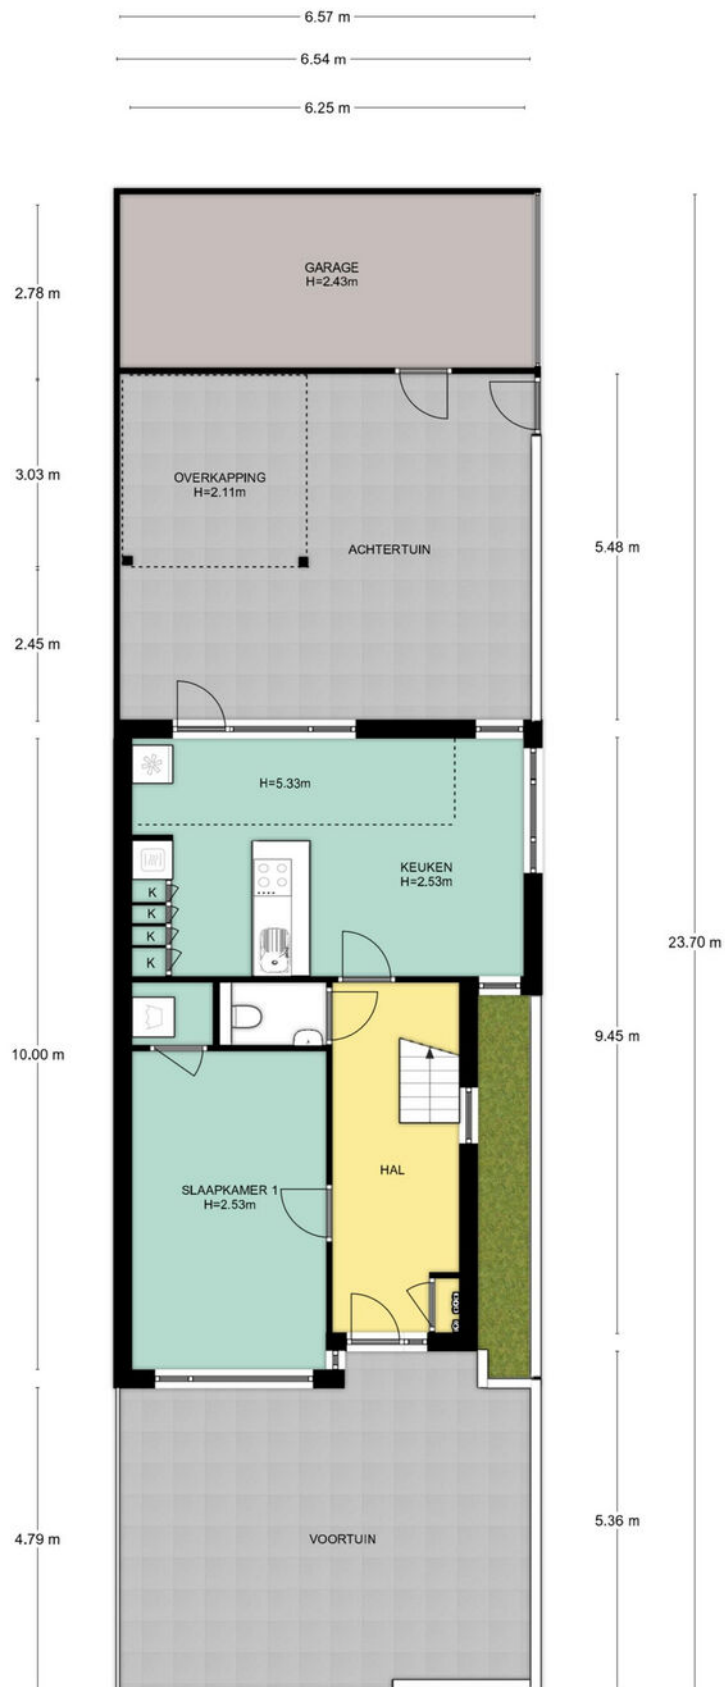 6.57 m
6.54 m
6.25 m
GARAGE
H=2.43m
2.78 m
OVERKAPPING
H=2.11m
3.03 m
ACHTERTUIN
5.48 m
2.45 m
H=5.33m
KEUKEN
H=2.53m
K
K
K
K
23.70 m
10.00 m
9.45 m
HAL
SLAAPKAMER 1
H=2.53m
VOORTUIN
4.79 m
5.36 m